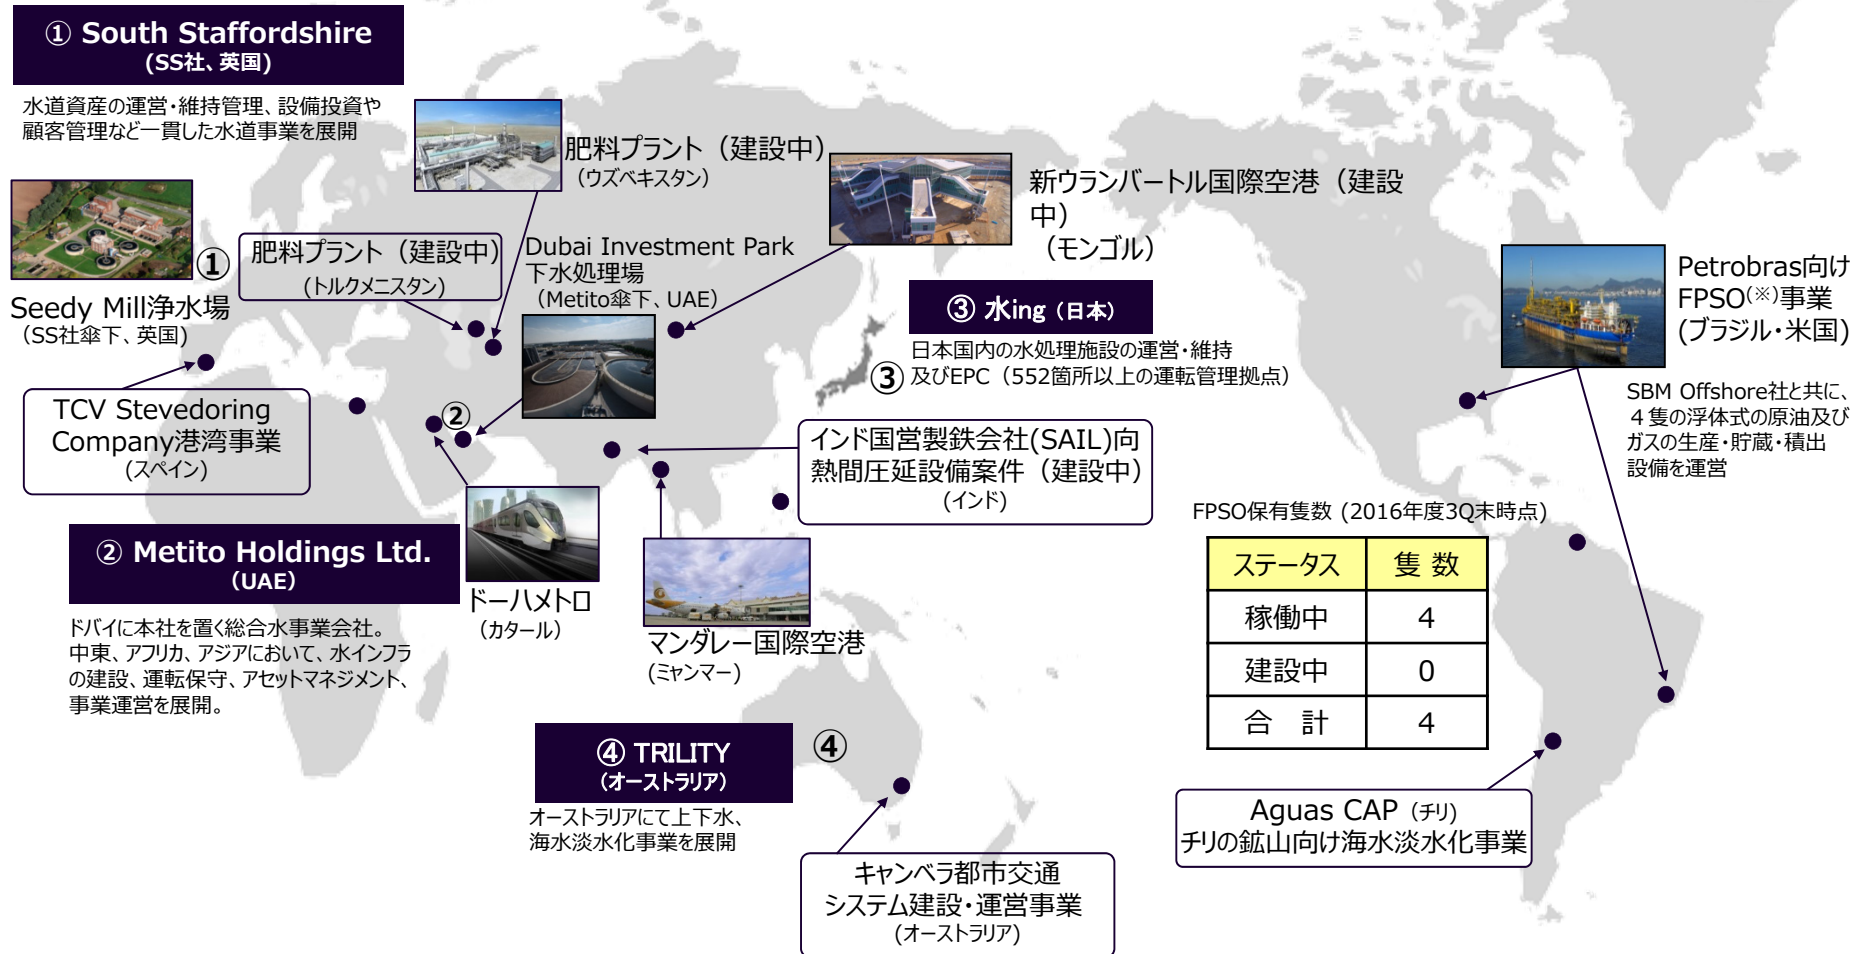 ① South Staffordshire
(SS社、英国)
水道資産の運営・維持管理、設備投資や
顧客管理など一貫した水道事業を展開
肥料プラント（建設中）
（ウズベキスタン）
新ウランバートル国際空港（建設
中）
（モンゴル）
①
Seedy Mill浄水場
（SS社傘下、英国）
肥料プラント（建設中）
（トルクメニスタン）
Dubai Investment Park
下水処理場
（Metito傘下、UAE）
③ 水ing（日本）
日本国内の水処理施設の運営・維持
及びEPC（552箇所以上の運転管理拠点）
③
Petrobras向け
FPSO(※)事業
(ブラジル・米国)
SBM Offshore社と共に、
４隻の浮体式の原油及び
ガスの生産・貯蔵・積出
設備を運営
TCV Stevedoring
Company港湾事業
(スペイン)
②
インド国営製鉄会社(SAIL)向
熱間圧延設備案件（建設中）
(インド)
② Metito Holdings Ltd.
（UAE）
ドバイに本社を置く総合水事業会社。
中東、アフリカ、アジアにおいて、水インフラ
の建設、運転保守、アセットマネジメント、
事業運営を展開。
ドーハメトロ
（カタール）
マンダレー国際空港
(ミャンマー)
FPSO保有隻数 (2016年度3Q末時点)
ステータス 隻 数
稼働中 4
建設中 0
合　計 4
④ TRILITY
（オーストラリア）
④
オーストラリアにて上下水、
海水淡水化事業を展開
キャンベラ都市交通
システム建設・運営事業
(オーストラリア)
Aguas CAP（チリ）
チリの鉱山向け海水淡水化事業